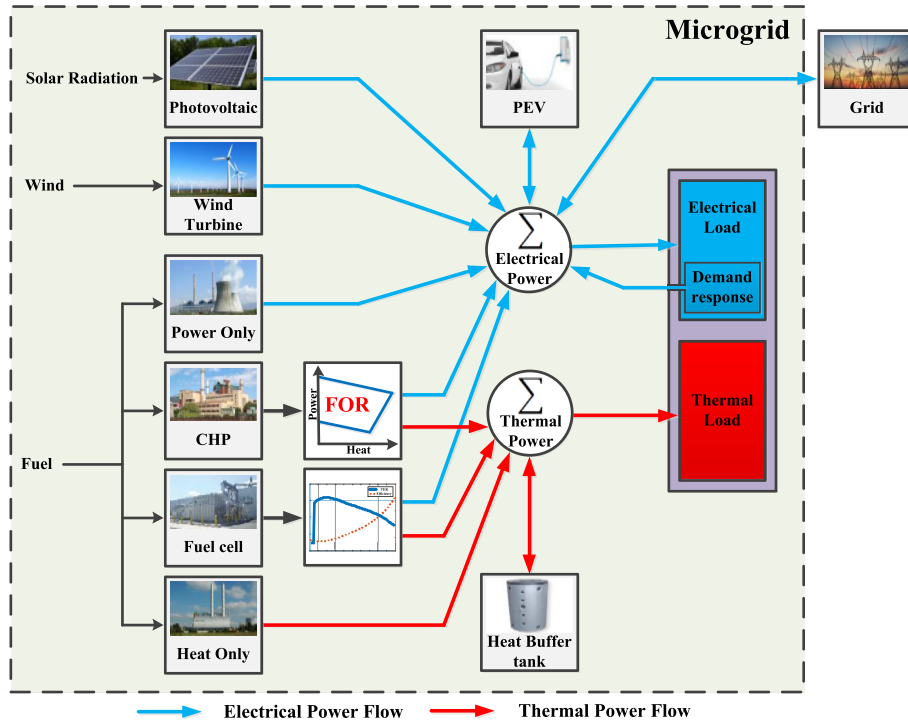 Microgrid
Solar Radiation
Photovoltaic
PEV
Grid
Wind
Wind
Turbine
Σ
Electrical
Power
Electrical
Load
Demand
response
Power Only
Fuel
CHP
Power
FOR
Heat
Σ
Thermal
Power
Thermal
Load
Fuel cell
Efficiency
Heat Only
Heat Buffer
tank
Electrical Power Flow
Thermal Power Flow